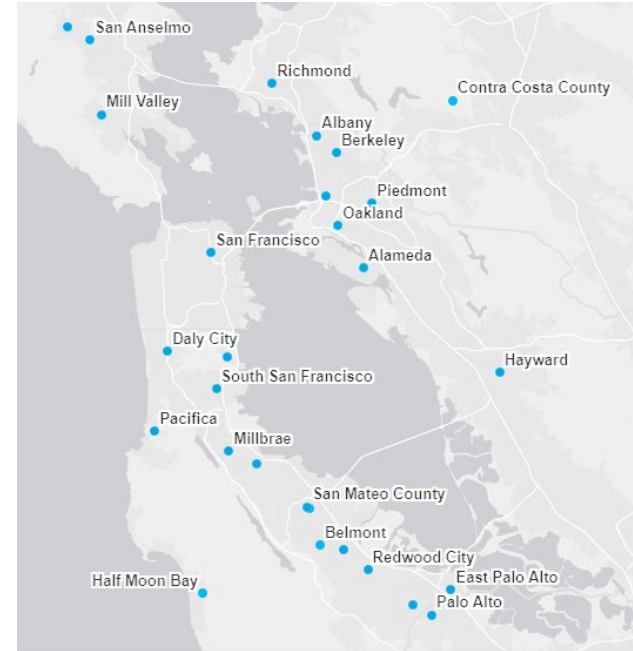 San Anselmo
Richmond
Contra Costa County
Mill Valley
Albany
Berkeley
Piedmont
Oakland
San Francisco
Alameda
Daly City
Hayward
South San Francisco
Pacifica
Millbrae
San Mateo County
Belmont
Redwood City
Half Moon Bay
East Palo Alto
Palo Alto